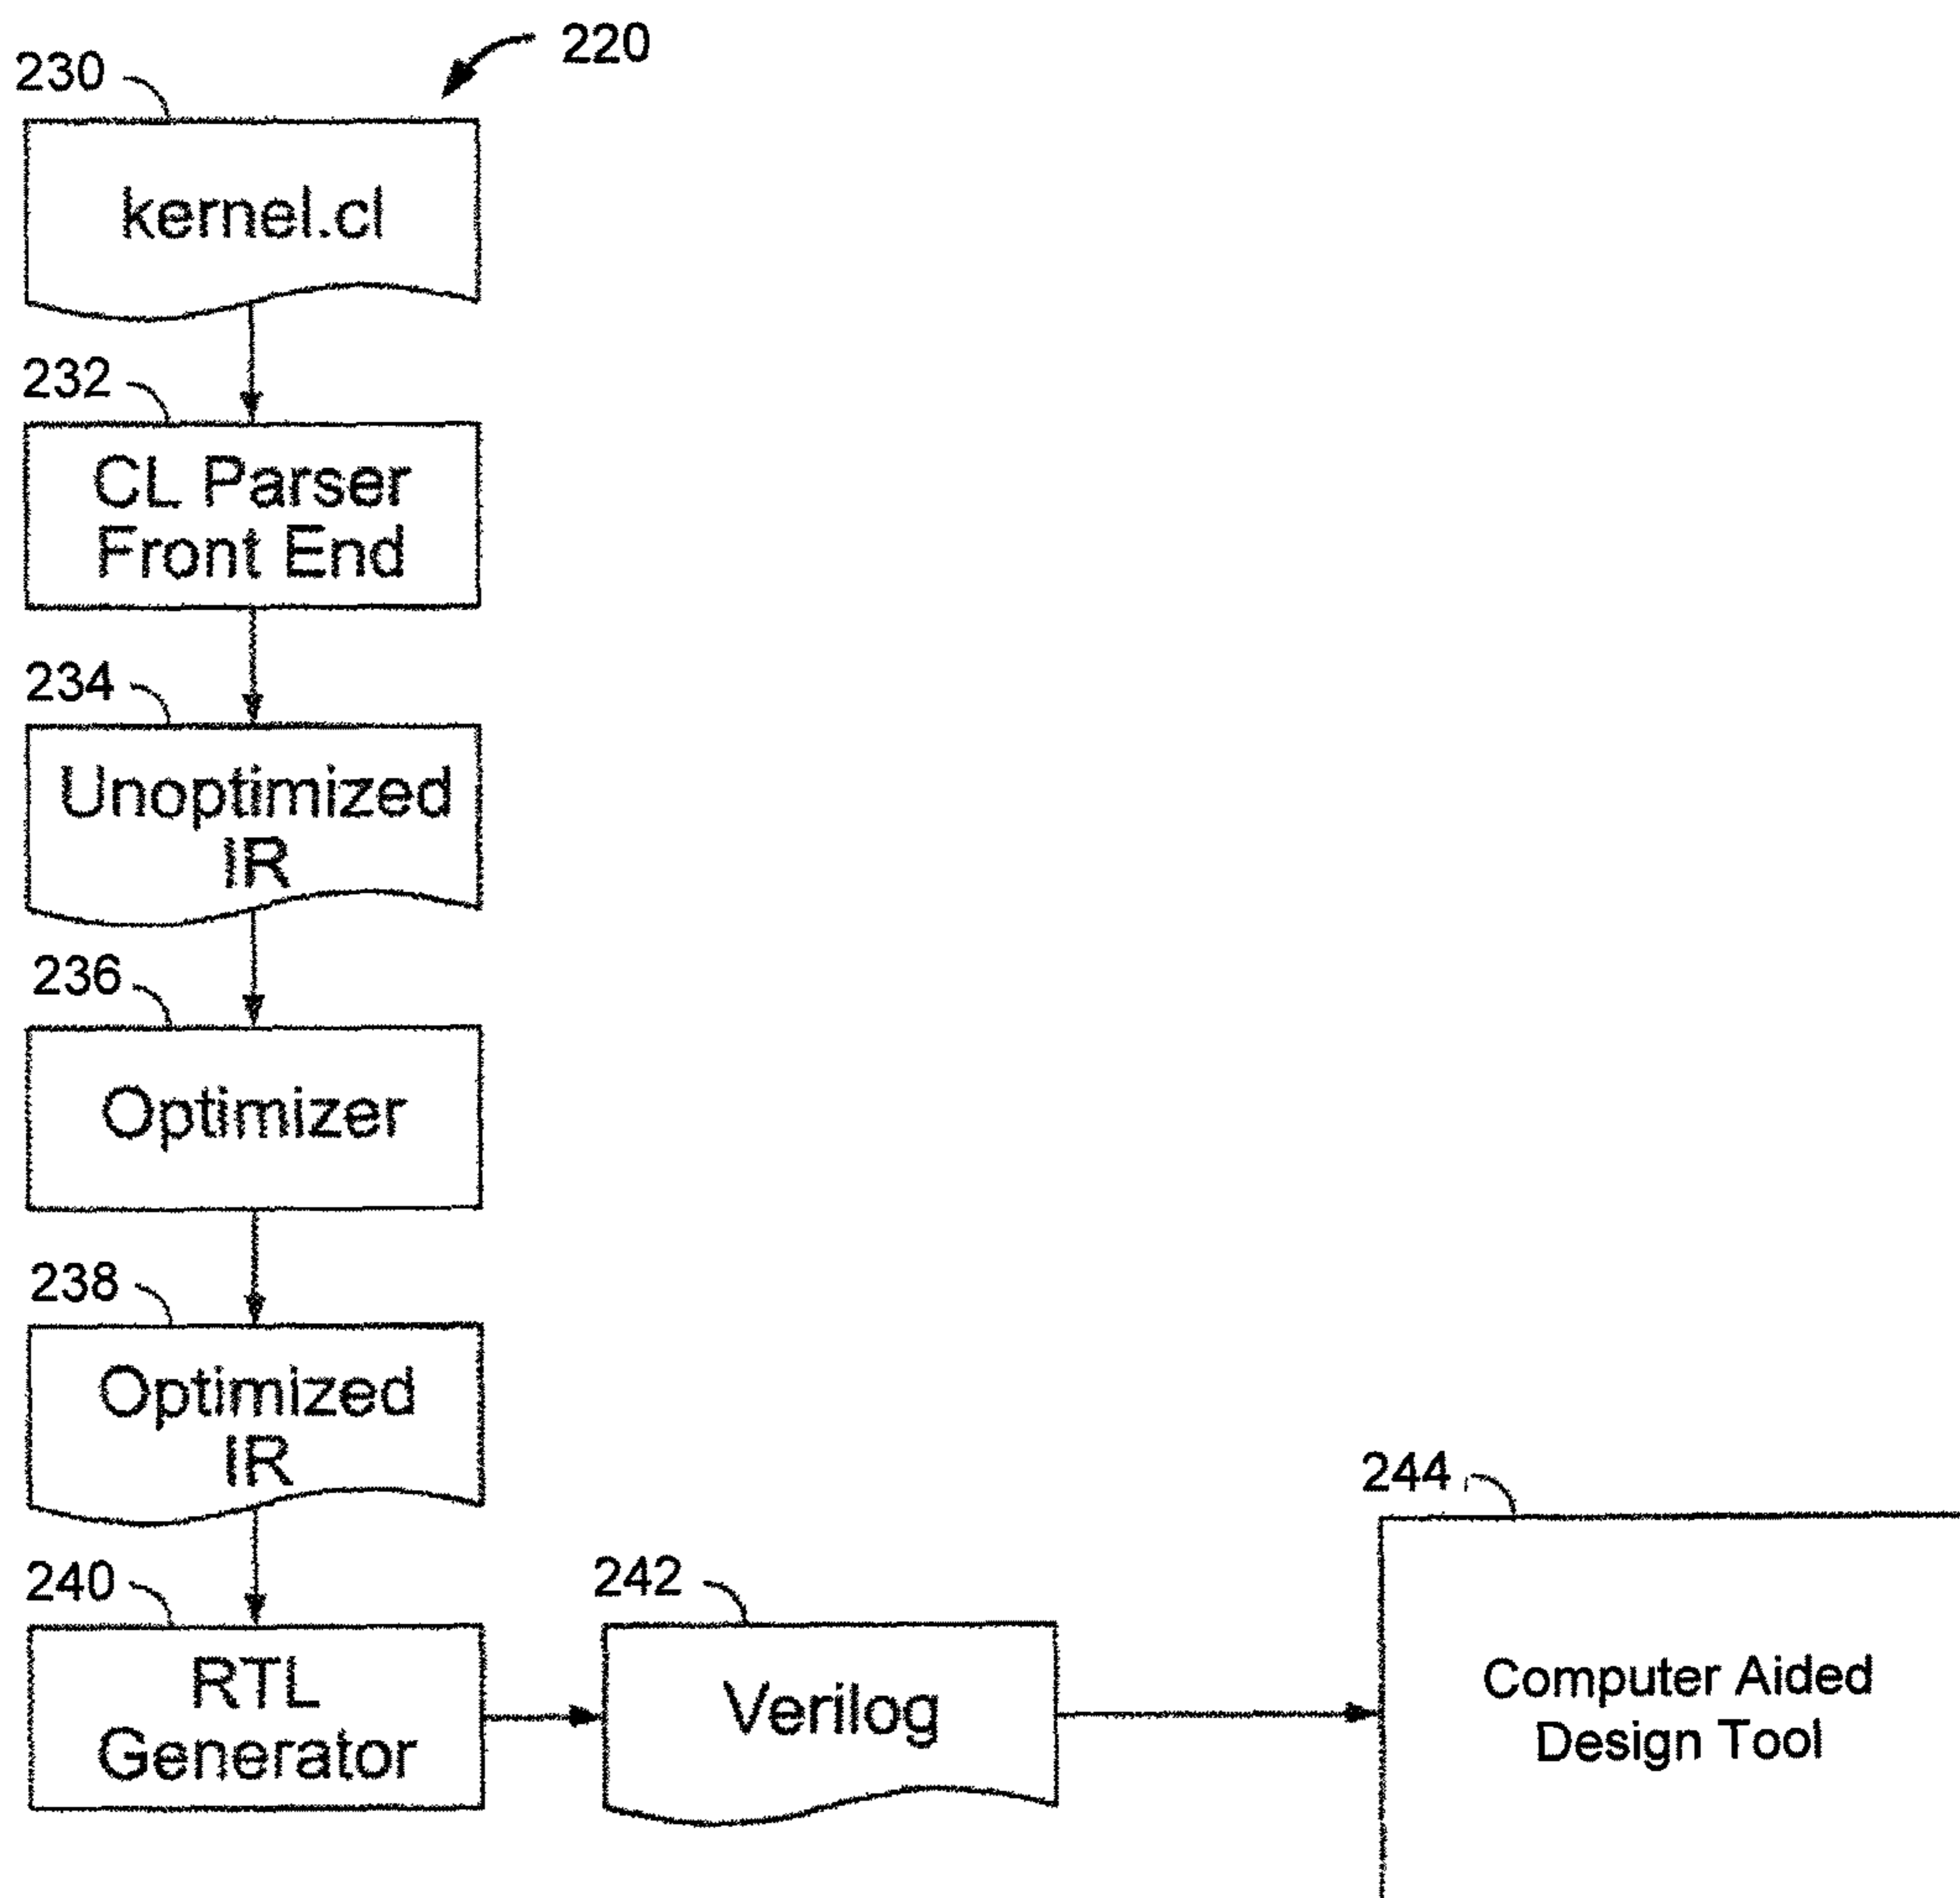 220
230
kernel.cl
232
CL Parser
Front End
234
Unoptimized
IR
236
Optimizer
238
Optimized
IR
240
RTL
Generator
242
Verilog
244
Computer Aided
Design Tool